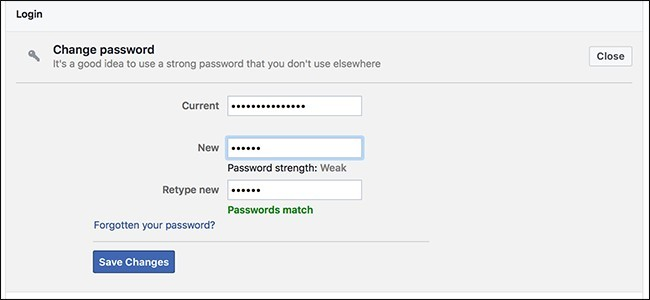 Login
Change password
It's a good idea to use a strong password that you don't use elsewhere
Close
Current •••••••••••••••
New ••••••
Password strength: Weak
Retype new ••••••
Passwords match
Forgotten your password?
Save Changes